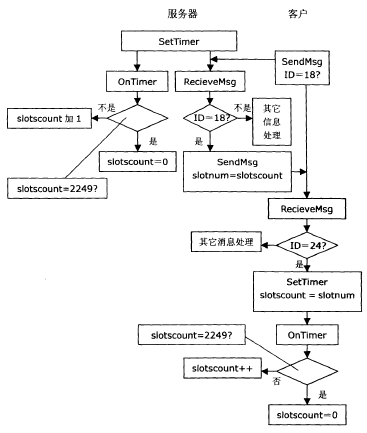 服务器
客户
SetTimer
SendMsg
ID=18?
OnTimer
RecieveMsg
不是
slotscount 加 1
ID=18?
不是
其它
信息
处理
是
是
slotscount=0
SendMsg
slotnum=slotscount
slotscount=2249?
RecieveMsg
其它消息处理
ID=24?
是
SetTimer
slotscount = slotnum
slotscount=2249?
OnTimer
slotscount++
否
是
slotscount=0